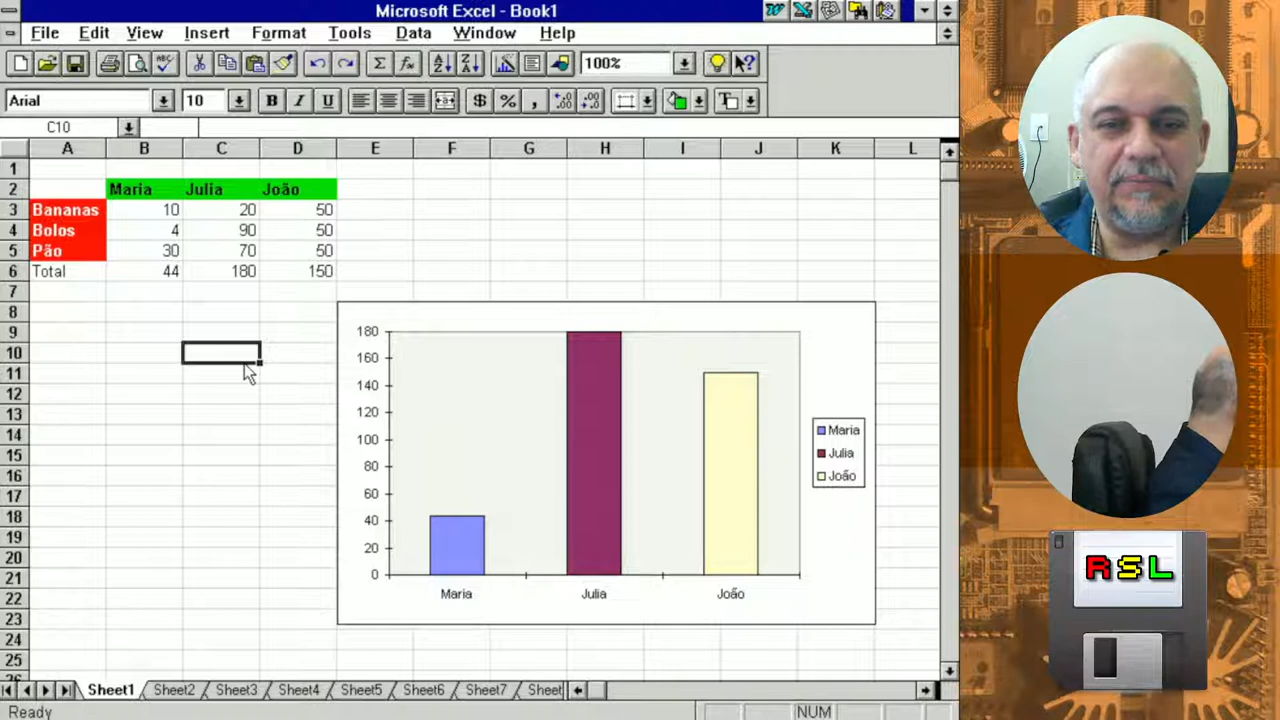 Microsoft Excel - Book1
File Edit View Insert Format Tools Data Window Help
100%
Arial 10 B I U $ % ,
C10
A B C D E F G H I J K L
1
2 Maria Julia João
3 Bananas 10 20 50
4 Bolos 4 90 50
5 Pão 30 70 50
6 Total 44 180 150
7
8
9
10
11
12
13
14
15
16
17
18
19
20
21
22
23
24
25
180
160
140
120
100
80
60
40
20
0
Maria Julia João
Maria
Julia
João
Sheet1 Sheet2 Sheet3 Sheet4 Sheet5 Sheet6 Sheet7 Sheet
Ready NUM
RSL